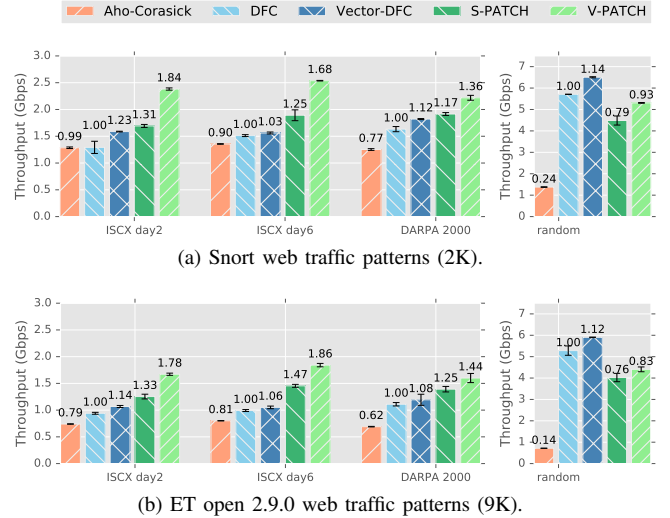 Aho-Corasick DFC Vector-DFC S-PATCH V-PATCH
Throughput (Gbps)
3.0
2.5
2.0
1.5
1.0
0.5
0.0
0.99 1.00 1.23 1.31 1.84
0.90 1.00 1.03 1.25 1.68
0.77 1.00 1.12 1.17 1.36
ISCX day2 ISCX day6 DARPA 2000
Throughput (Gbps)
7
6
5
4
3
2
1
0
0.24 1.00 1.14 0.79 0.93
random
(a) Snort web traffic patterns (2K).
Throughput (Gbps)
3.0
2.5
2.0
1.5
1.0
0.5
0.0
0.79 1.00 1.14 1.33 1.78
0.81 1.00 1.06 1.47 1.86
0.62 1.00 1.08 1.25 1.44
ISCX day2 ISCX day6 DARPA 2000
Throughput (Gbps)
7
6
5
4
3
2
1
0
0.14 1.00 1.12 0.76 0.83
random
(b) ET open 2.9.0 web traffic patterns (9K).